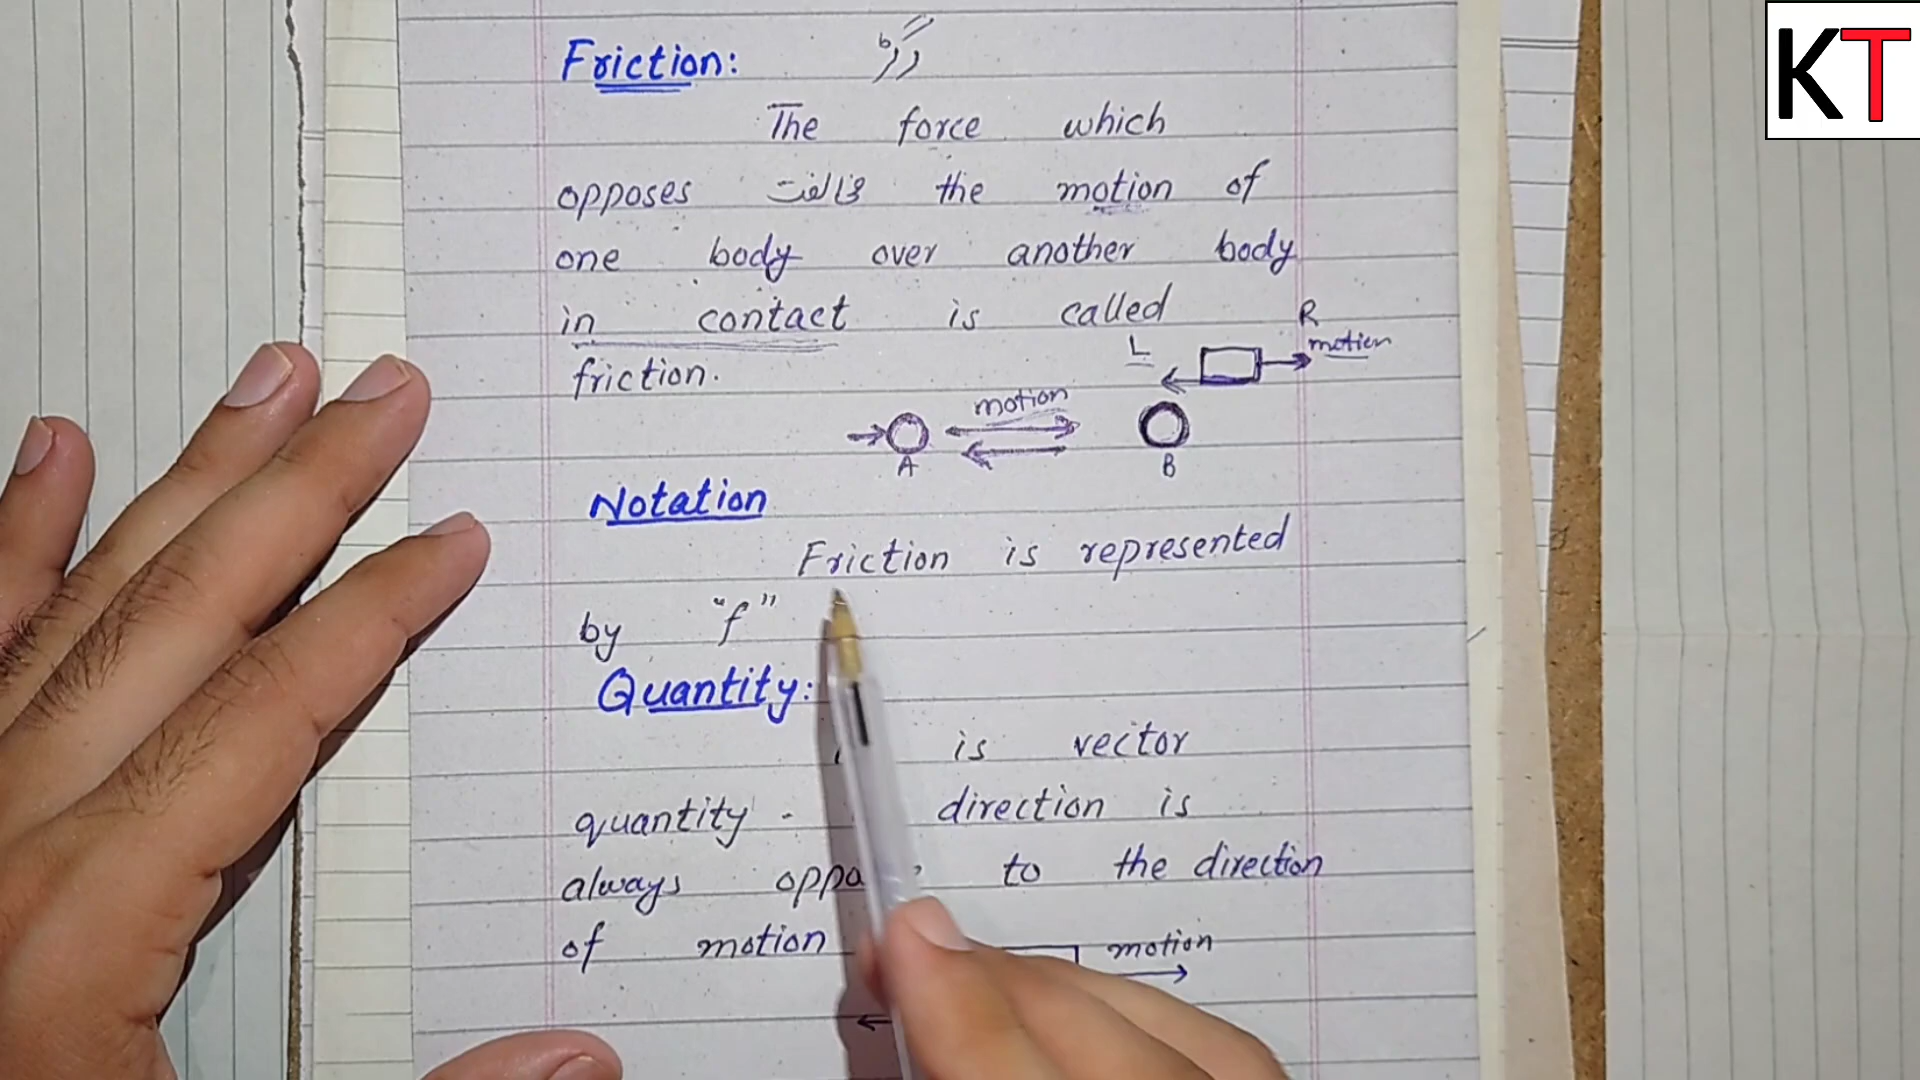 KT
Friction: رگڑ
The force which
opposes مخالفت the motion of
one body over another body
in contact is called
friction.
L R
motion
motion
A B
Notation
Friction is represented
by "f"
Quantity:
is vector
quantity - direction is
always to the direction
of motion
motion